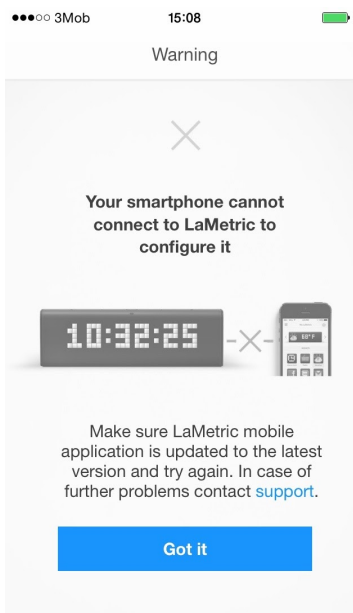 3Mob 15:08
Warning
Your smartphone cannot
connect to LaMetric to
configure it
10:32:25
60°F
Make sure LaMetric mobile
application is updated to the latest
version and try again. In case of
further problems contact support.
Got it